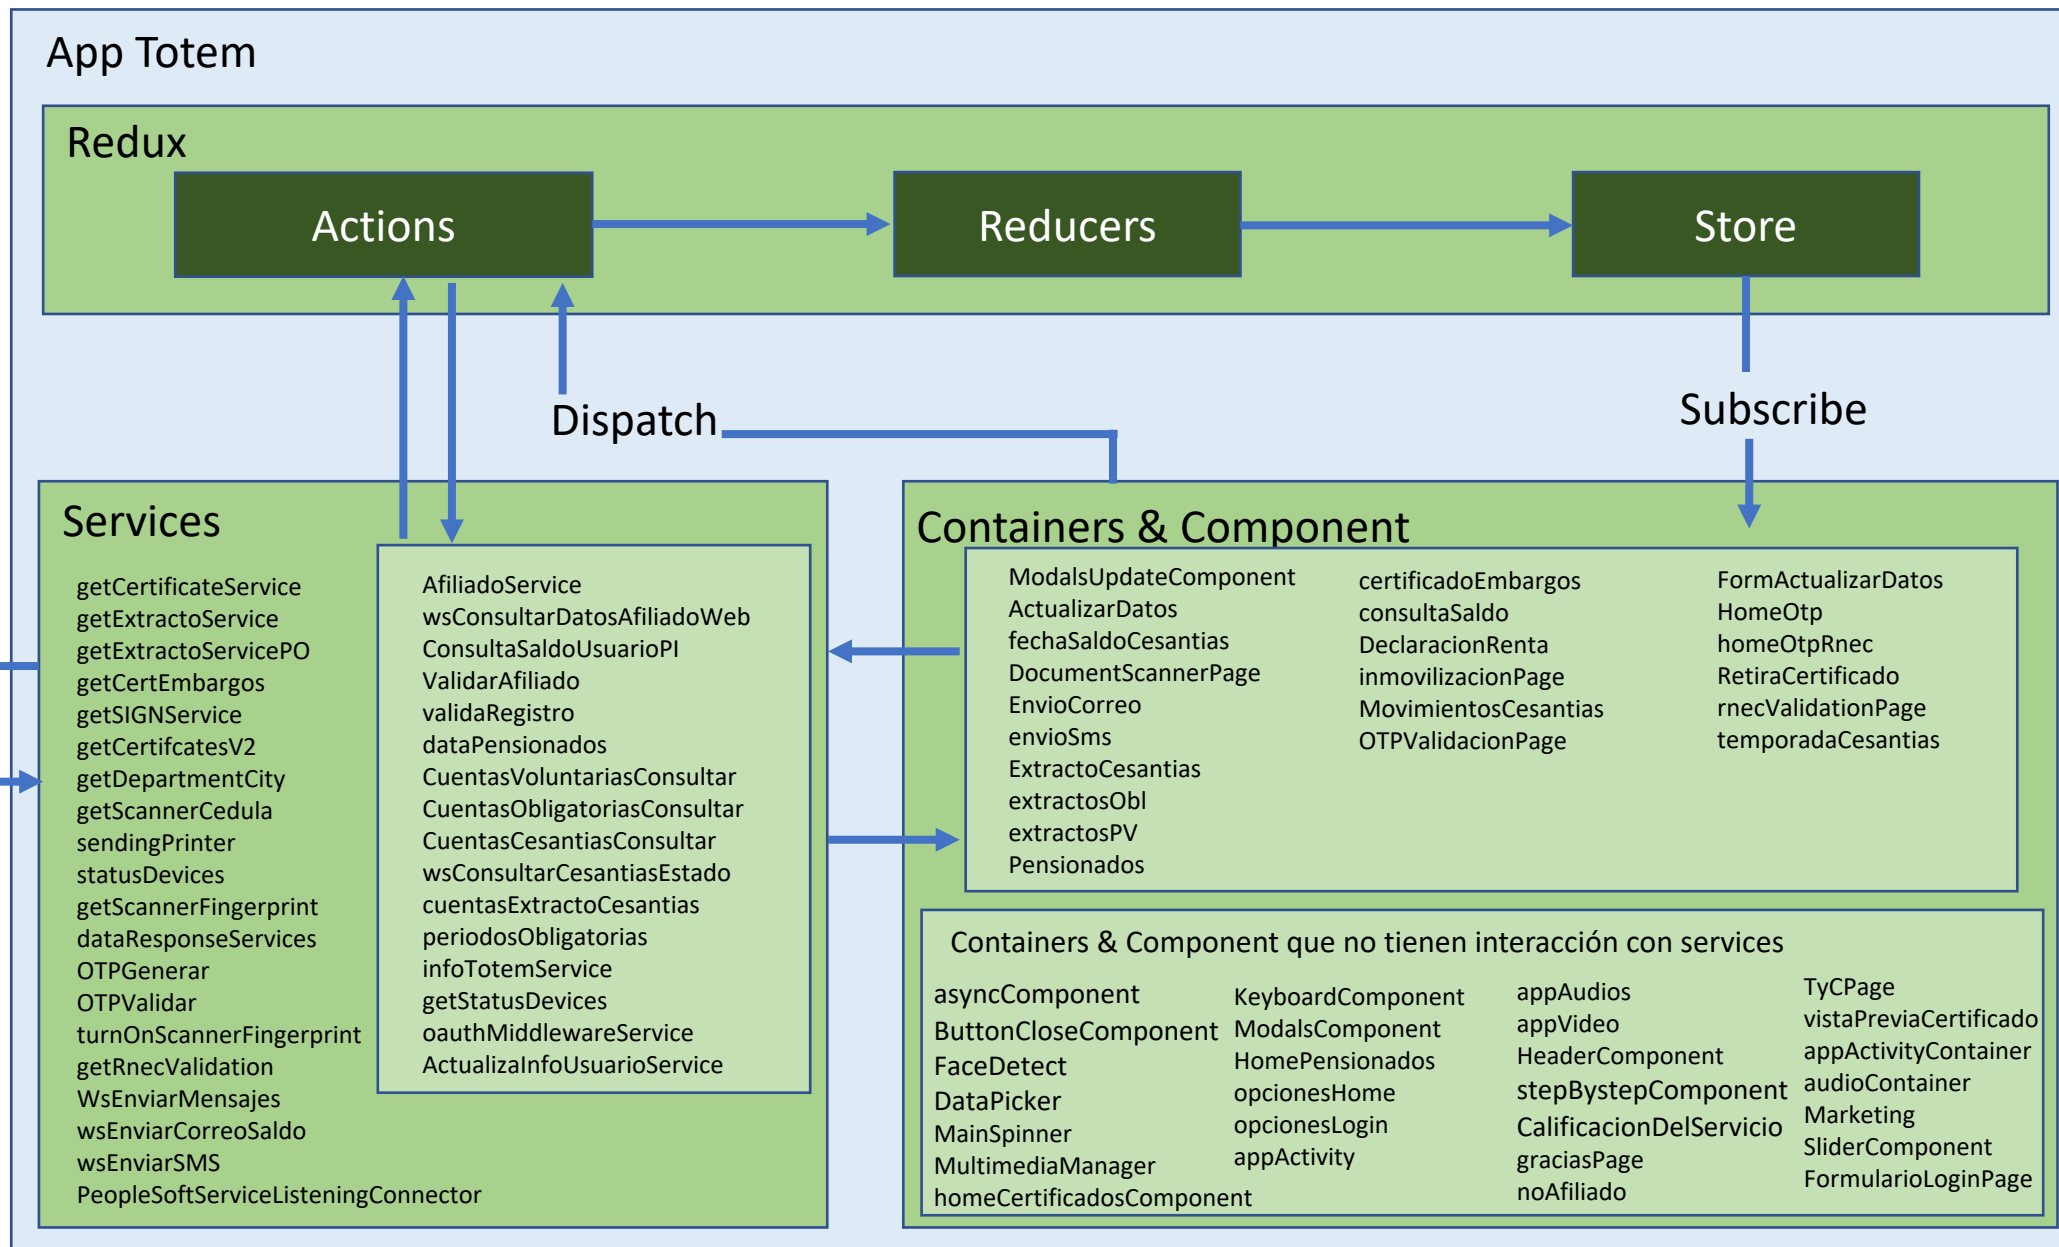 App Totem
Redux
Actions
Reducers
Store
Dispatch
Subscribe
Services
getCertificateService
getExtractoService
getExtractoServicePO
getCertEmbargos
getSIGNService
getCertifcatesV2
getDepartmentCity
getScannerCedula
sendingPrinter
statusDevices
getScannerFingerprint
dataResponseServices
OTPGenerar
OTPValidar
turnOnScannerFingerprint
getRnecValidation
WsEnviarMensajes
wsEnviarCorreoSaldo
wsEnviarSMS
PeopleSoftServiceListeningConnector
AfiliadoService
wsConsultarDatosAfiliadoWeb
ConsultaSaldoUsuarioPI
ValidarAfiliado
validaRegistro
dataPensionados
CuentasVoluntariasConsultar
CuentasObligatoriasConsultar
CuentasCesantiasConsultar
wsConsultarCesantiasEstado
cuentasExtractoCesantias
periodosObligatorias
infoTotemService
getStatusDevices
oauthMiddlewareService
ActualizaInfoUsuarioService
Containers & Component
ModalsUpdateComponent
ActualizarDatos
fechaSaldoCesantias
DocumentScannerPage
EnvioCorreo
envioSms
ExtractoCesantias
extractosObl
extractosPV
Pensionados
certificadoEmbargos
consultaSaldo
DeclaracionRenta
inmovilizacionPage
MovimientosCesantias
OTPValidacionPage
FormActualizarDatos
HomeOtp
homeOtpRnec
RetiraCertificado
rnecValidationPage
temporadaCesantias
Containers & Component que no tienen interacción con services
asyncComponent
ButtonCloseComponent
FaceDetect
DataPicker
MainSpinner
MultimediaManager
homeCertificadosComponent
KeyboardComponent
ModalsComponent
HomePensionados
opcionesHome
opcionesLogin
appActivity
appAudios
appVideo
HeaderComponent
stepBystepComponent
CalificacionDelServicio
graciasPage
noAfiliado
TyCPage
vistaPreviaCertificado
appActivityContainer
audioContainer
Marketing
SliderComponent
FormularioLoginPage